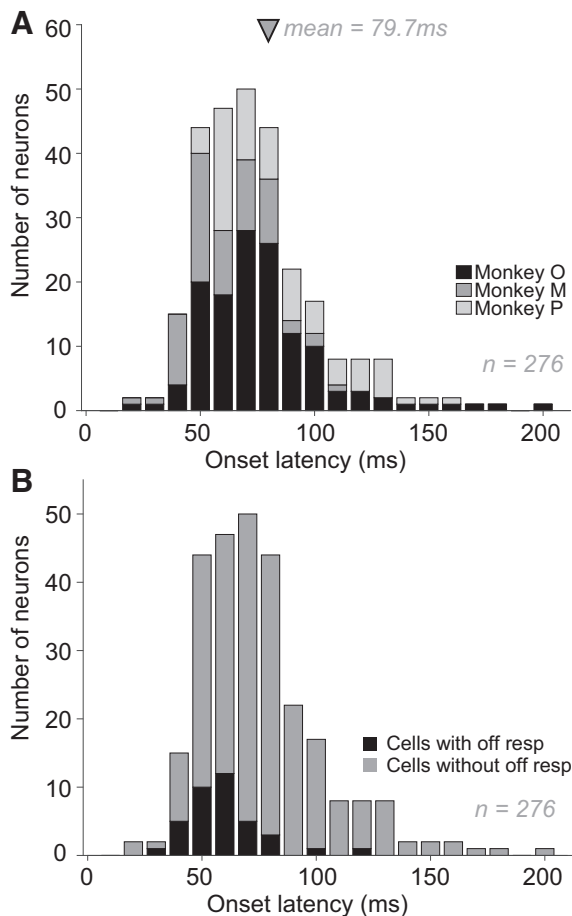 A
mean = 79.7ms
60
50
40
30
20
10
0
Number of neurons
Monkey O
Monkey M
Monkey P
n = 276
0 50 100 150 200
Onset latency (ms)
B
50
40
30
20
10
0
Number of neurons
Cells with off resp
Cells without off resp
n = 276
0 50 100 150 200
Onset latency (ms)